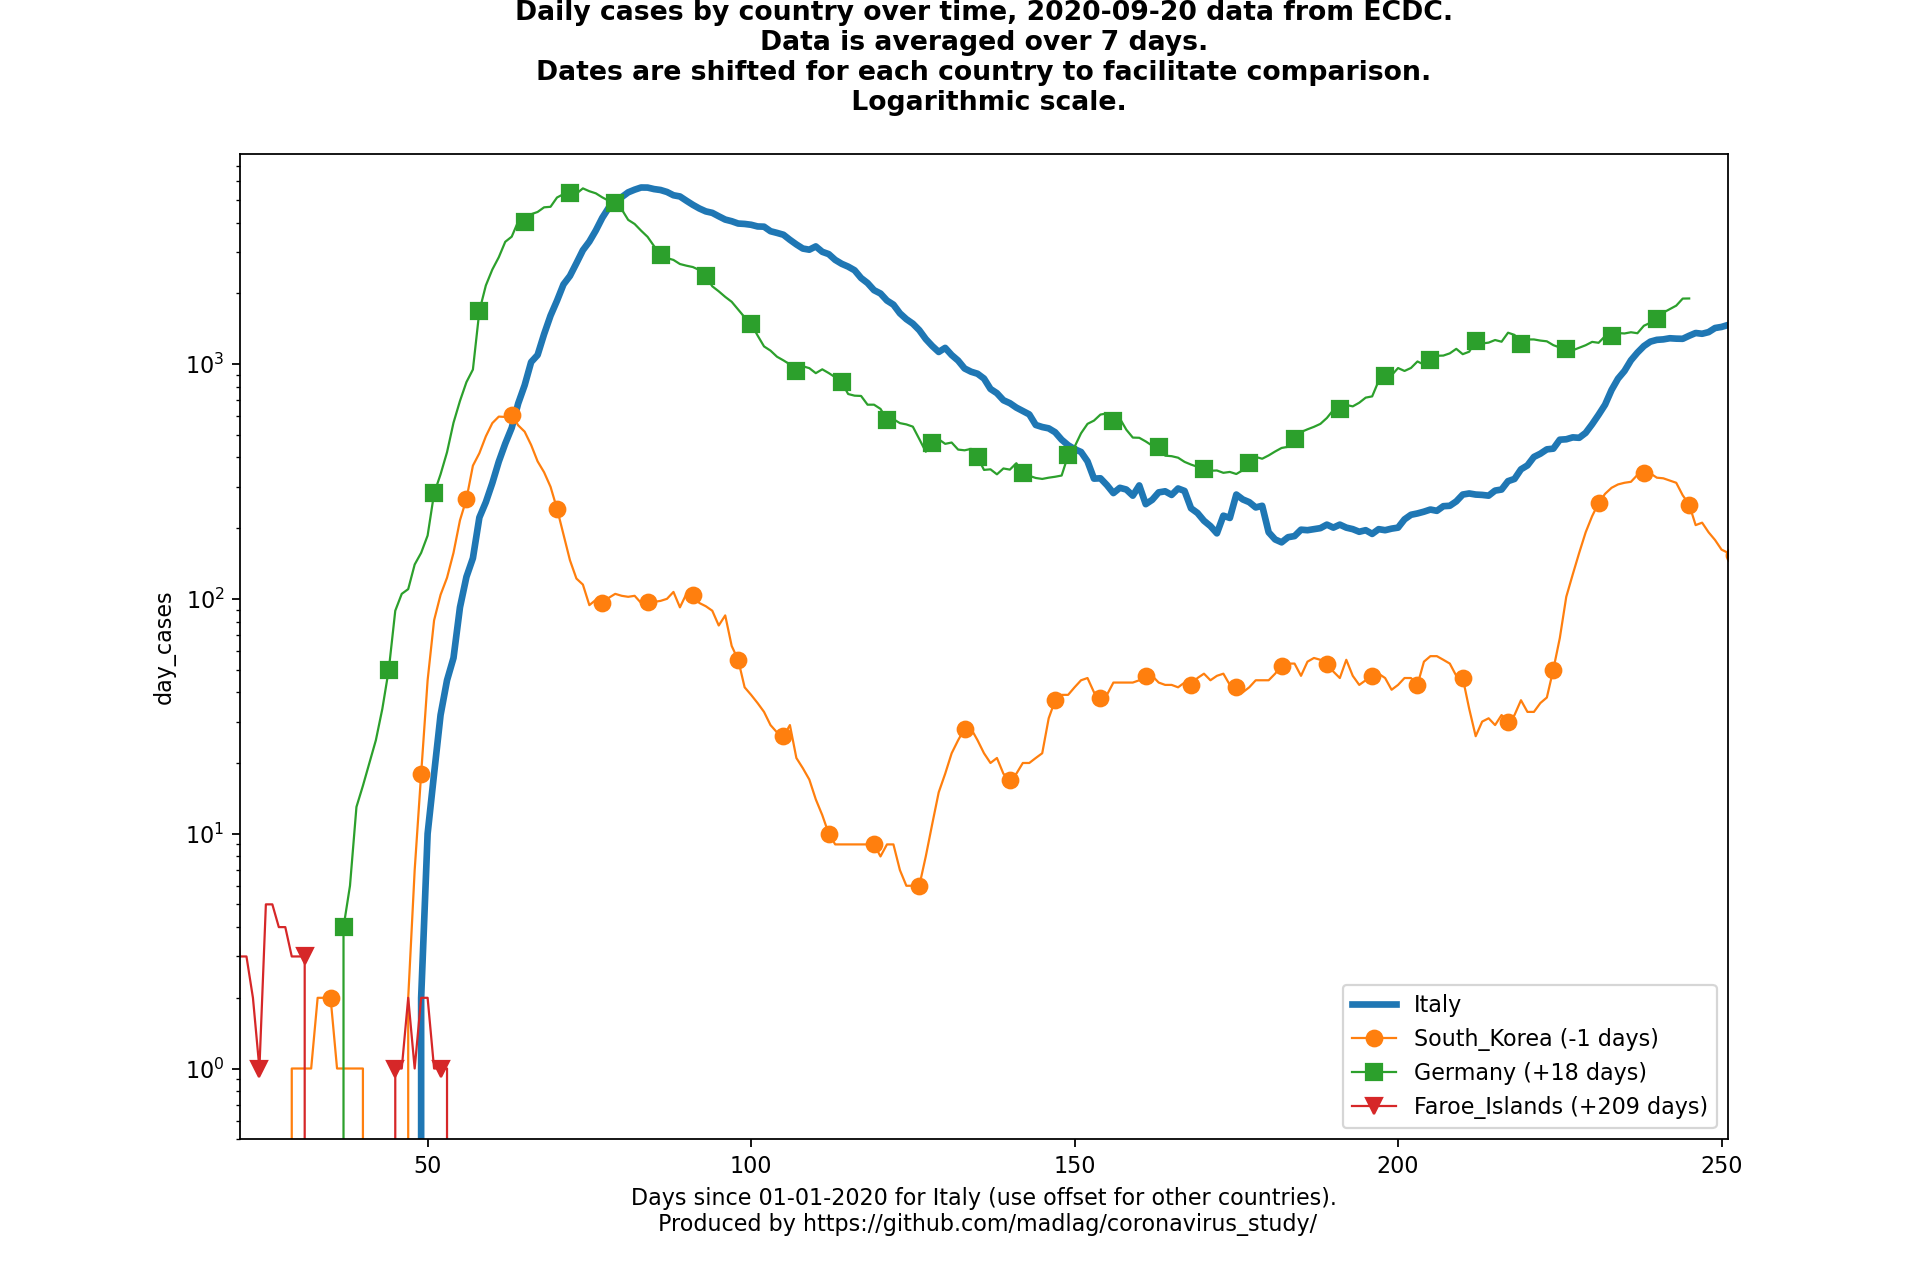 Daily cases by country over time, 2020-09-20 data from ECDC.
Data is averaged over 7 days.
Dates are shifted for each country to facilitate comparison.
Logarithmic scale.
10^3
10^2
10^1
10^0
day_cases
Italy
South_Korea (-1 days)
Germany (+18 days)
Faroe_Islands (+209 days)
50 100 150 200 250
Days since 01-01-2020 for Italy (use offset for other countries).
Produced by https://github.com/madlag/coronavirus_study/